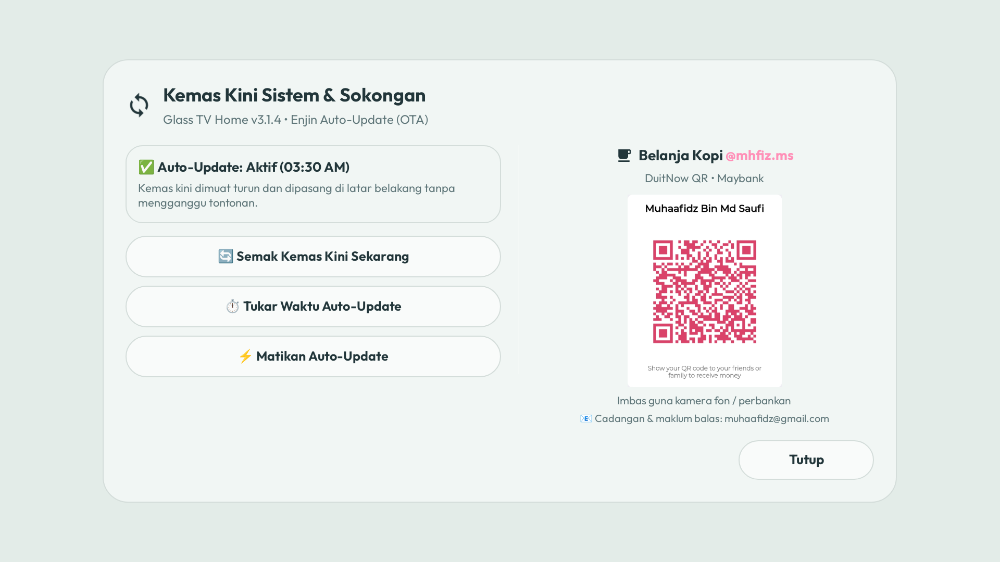 Kemas Kini Sistem & Sokongan
Glass TV Home v3.1.4 • Enjin Auto-Update (OTA)
✅ Auto-Update: Aktif (03:30 AM)
Kemas kini dimuat turun dan dipasang di latar belakang tanpa
mengganggu tontonan.
🔄 Semak Kemas Kini Sekarang
⏱️ Tukar Waktu Auto-Update
⚡ Matikan Auto-Update
Belanja Kopi @mhfiz.ms
DuitNow QR • Maybank
Muhaafidz Bin Md Saufi
Show your QR code to your friends or
family to receive money
Imbas guna kamera fon / perbankan
📧 Cadangan & maklum balas: muhaafidz@gmail.com
Tutup